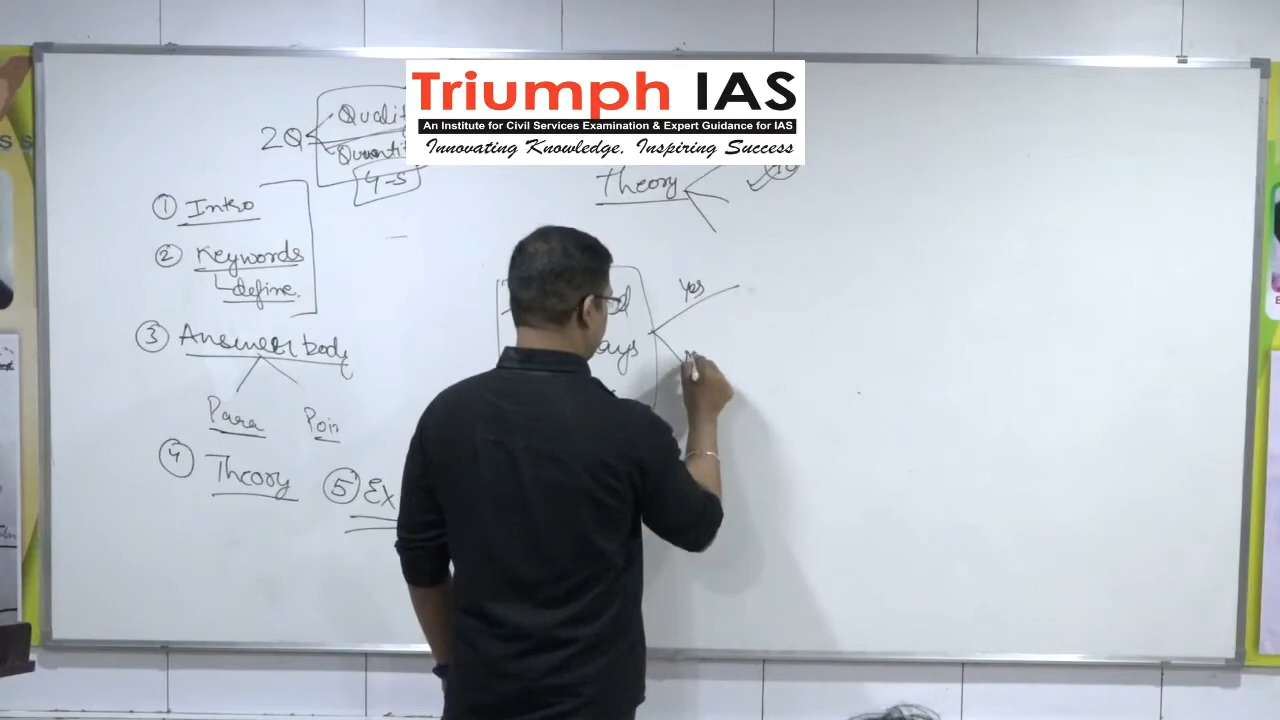 Triumph IAS
An Institute for Civil Services Examination & Expert Guidance for IAS
Innovating Knowledge, Inspiring Success
2Q
Qualit
Quantit
4-5
Theory
① Intro
② Keywords
define.
③ Answer body
Para
Poin
④ Theory
⑤ Ex
Yes
ays